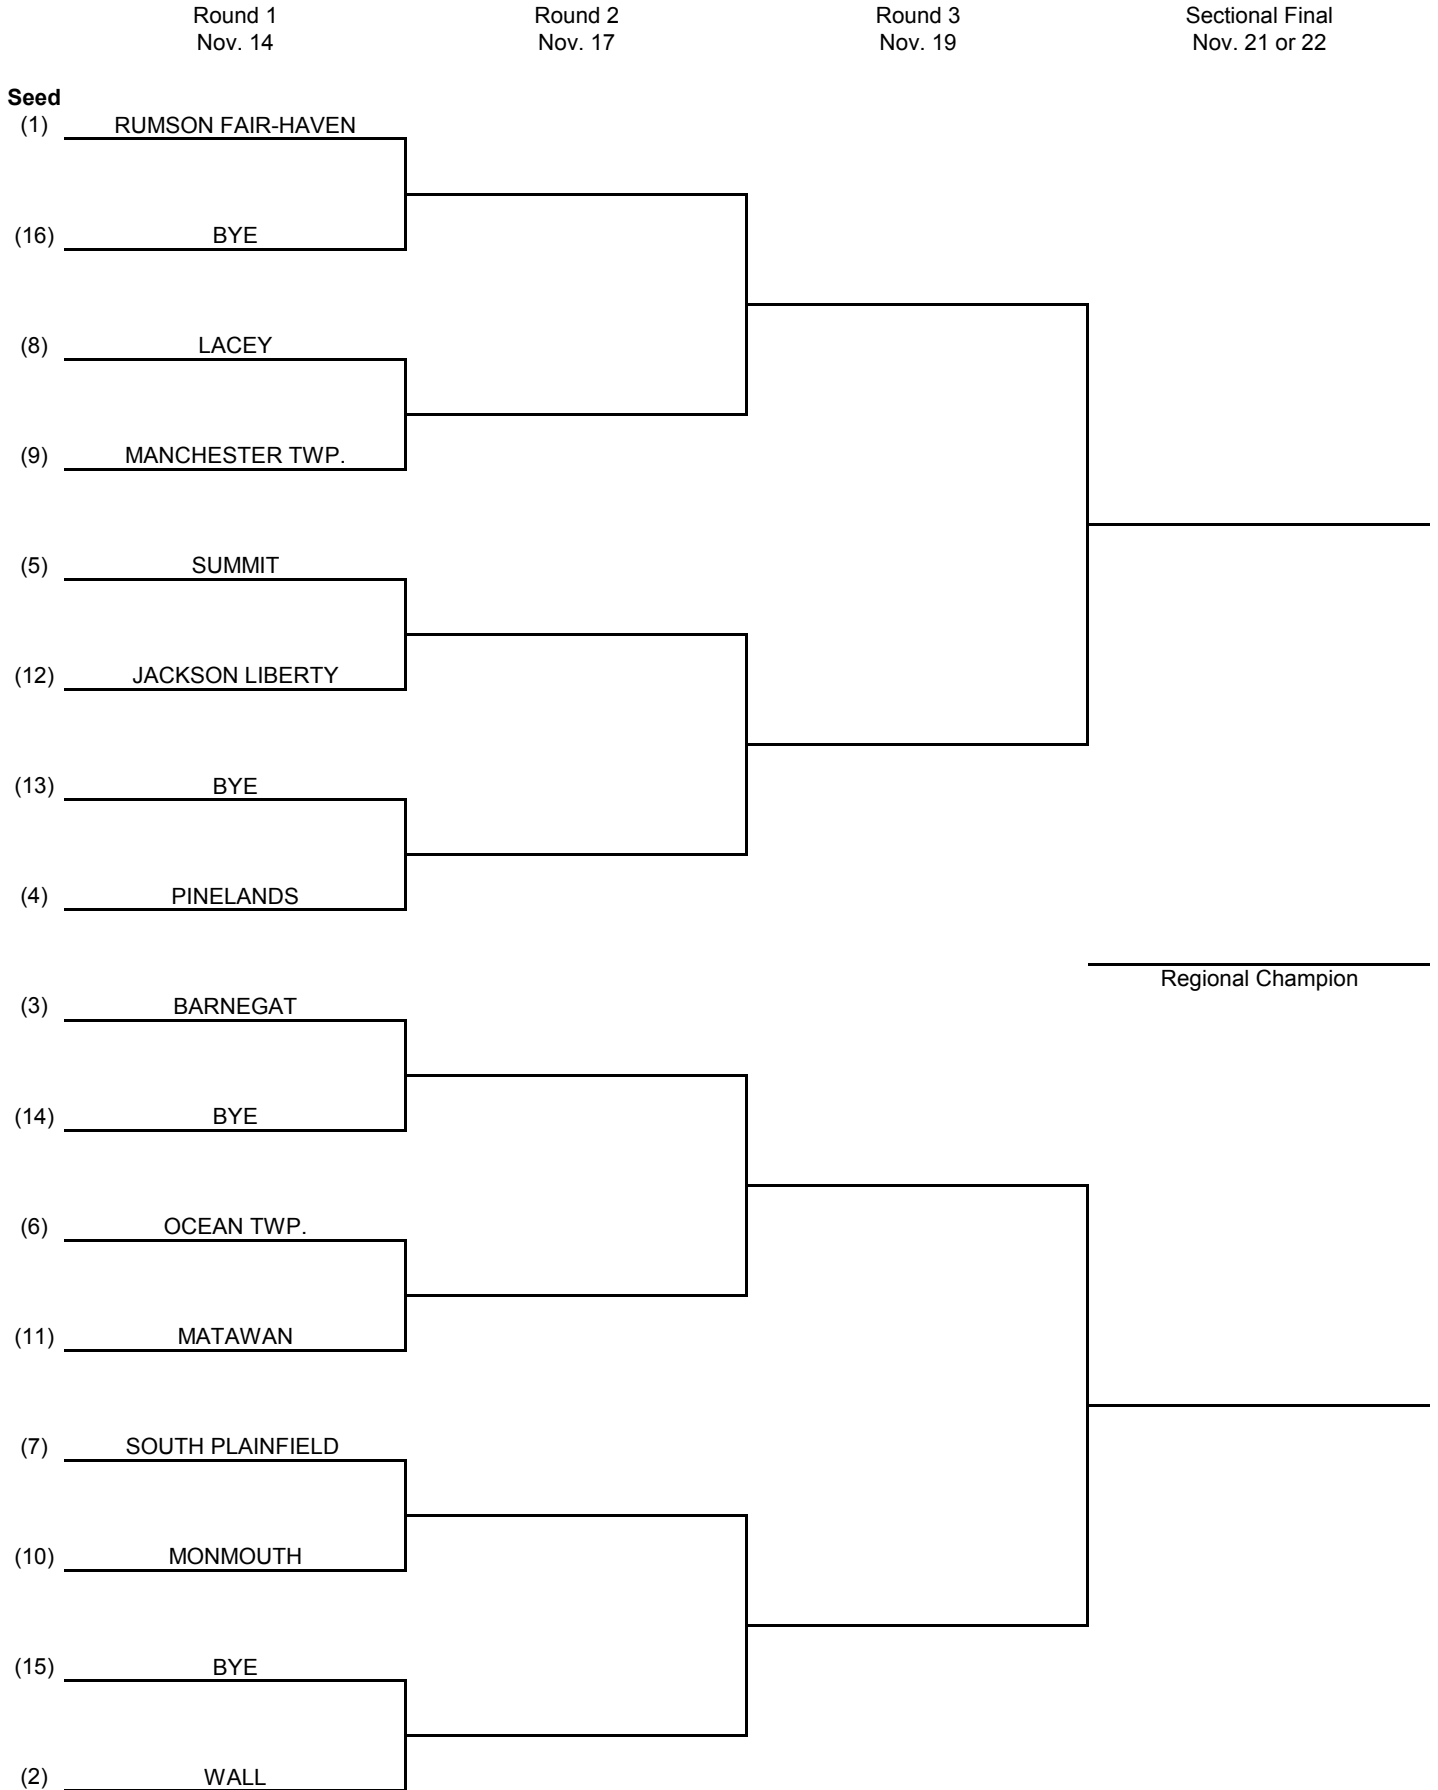 Round 1 Round 2 Round 3 Sectional Final
Nov. 14 Nov. 17 Nov. 19 Nov. 21 or 22
Seed
(1) RUMSON FAIR-HAVEN
(16) BYE
(8) LACEY
(9) MANCHESTER TWP.
(5) SUMMIT
(12) JACKSON LIBERTY
(13) BYE
(4) PINELANDS
Regional Champion
(3) BARNEGAT
(14) BYE
(6) OCEAN TWP.
(11) MATAWAN
(7) SOUTH PLAINFIELD
(10) MONMOUTH
(15) BYE
(2) WALL